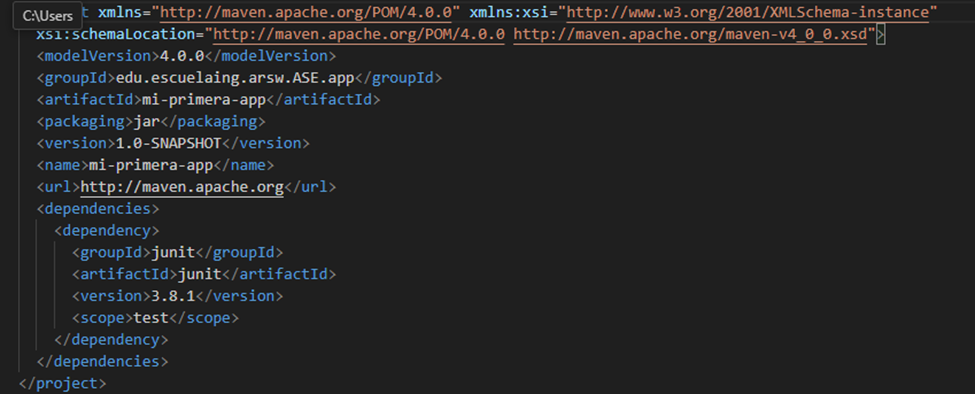 C:\Users
t xmlns="http://maven.apache.org/POM/4.0.0" xmlns:xsi="http://www.w3.org/2001/XMLSchema-instance"
xsi:schemaLocation="http://maven.apache.org/POM/4.0.0 http://maven.apache.org/maven-v4_0_0.xsd">
<modelVersion>4.0.0</modelVersion>
<groupId>edu.escuelaing.arsw.ASE.app</groupId>
<artifactId>mi-primera-app</artifactId>
<packaging>jar</packaging>
<version>1.0-SNAPSHOT</version>
<name>mi-primera-app</name>
<url>http://maven.apache.org</url>
<dependencies>
<dependency>
<groupId>junit</groupId>
<artifactId>junit</artifactId>
<version>3.8.1</version>
<scope>test</scope>
</dependency>
</dependencies>
</project>